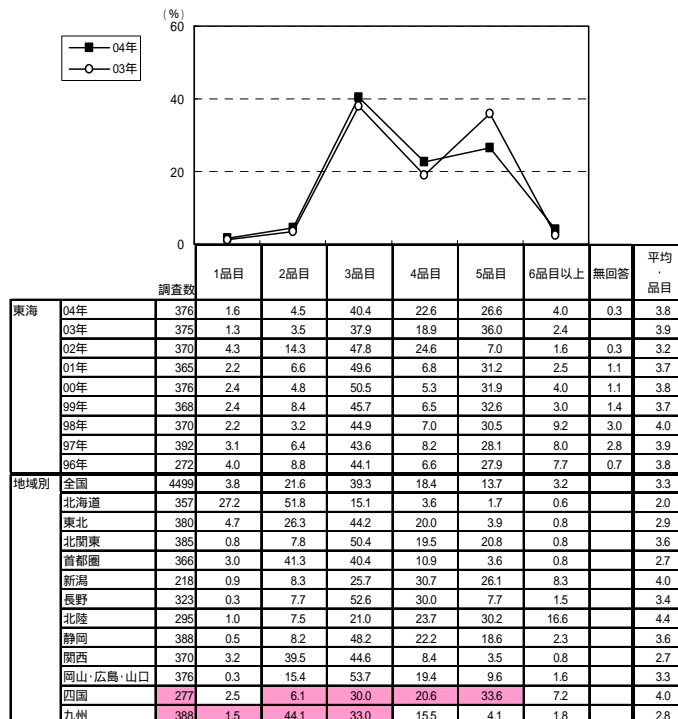 (%)
60
04年
03年
40
20
0
調査数 1品目 2品目 3品目 4品目 5品目 6品目以上 無回答 平均・品目
東海 04年 376 1.6 4.5 40.4 22.6 26.6 4.0 0.3 3.8
03年 375 1.3 3.5 37.9 18.9 36.0 2.4 3.9
02年 370 4.3 14.3 47.8 24.6 7.0 1.6 0.3 3.2
01年 365 2.2 6.6 49.6 6.8 31.2 2.5 1.1 3.7
00年 376 2.4 4.8 50.5 5.3 31.9 4.0 1.1 3.8
99年 368 2.4 8.4 45.7 6.5 32.6 3.0 1.4 3.7
98年 370 2.2 3.2 44.9 7.0 30.5 9.2 3.0 4.0
97年 392 3.1 6.4 43.6 8.2 28.1 8.0 2.8 3.9
96年 272 4.0 8.8 44.1 6.6 27.9 7.7 0.7 3.8
地域別 全国 4499 3.8 21.6 39.3 18.4 13.7 3.2 3.3
北海道 357 27.2 51.8 15.1 3.6 1.7 0.6 2.0
東北 380 4.7 26.3 44.2 20.0 3.9 0.8 2.9
北関東 385 0.8 7.8 50.4 19.5 20.8 0.8 3.6
首都圏 366 3.0 41.3 40.4 10.9 3.6 0.8 2.7
新潟 218 0.9 8.3 25.7 30.7 26.1 8.3 4.0
長野 323 0.3 7.7 52.6 30.0 7.7 1.5 3.4
北陸 295 1.0 7.5 21.0 23.7 30.2 16.6 4.4
静岡 388 0.5 8.2 48.2 22.2 18.6 2.3 3.6
関西 370 3.2 39.5 44.6 8.4 3.5 0.8 2.7
岡山・広島・山口 376 0.3 15.4 53.7 19.4 9.6 1.6 3.3
四国 277 2.5 6.1 30.0 20.6 33.6 7.2 4.0
九州 388 1.5 44.1 33.0 15.5 4.1 1.8 2.8